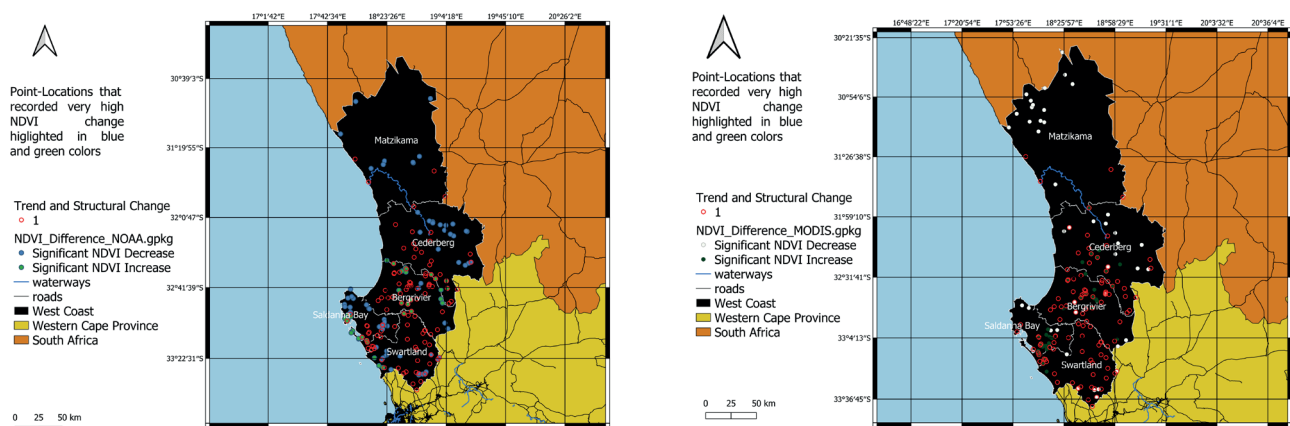 17°1'42"E 17°42'34"E 18°23'26"E 19°4'18"E 19°45'10"E 20°26'2"E
Point-Locations that
recorded very high
NDVI change
higlighted in blue
and green colors
Trend and Structural Change
1
NDVI_Difference_NOAA.gpkg
Significant NDVI Decrease
Significant NDVI Increase
waterways
roads
West Coast
Western Cape Province
South Africa
0 25 50 km
30°39'3"S
31°19'55"S
32°0'47"S
32°41'39"S
33°22'31"S
Matzikama
Cederberg
Bergrivier
Saldanha Bay
Swartland
16°48'22"E 17°20'54"E 17°53'26"E 18°25'57"E 18°58'29"E 19°31'1"E 20°3'32"E 20°36'4"E
Point-Locations that
recorded very high
NDVI change
highlighted in blue
and green colors
Trend and Structural Change
1
NDVI_Difference_MODIS.gpkg
Significant NDVI Decrease
Significant NDVI Increase
waterways
roads
West Coast
Western Cape Province
South Africa
0 25 50 km
30°21'35"S
30°54'6"S
31°26'38"S
31°59'10"S
32°31'41"S
33°4'13"S
33°36'45"S
Matzikama
Cederberg
Bergrivier
Saldanha Bay
Swartland